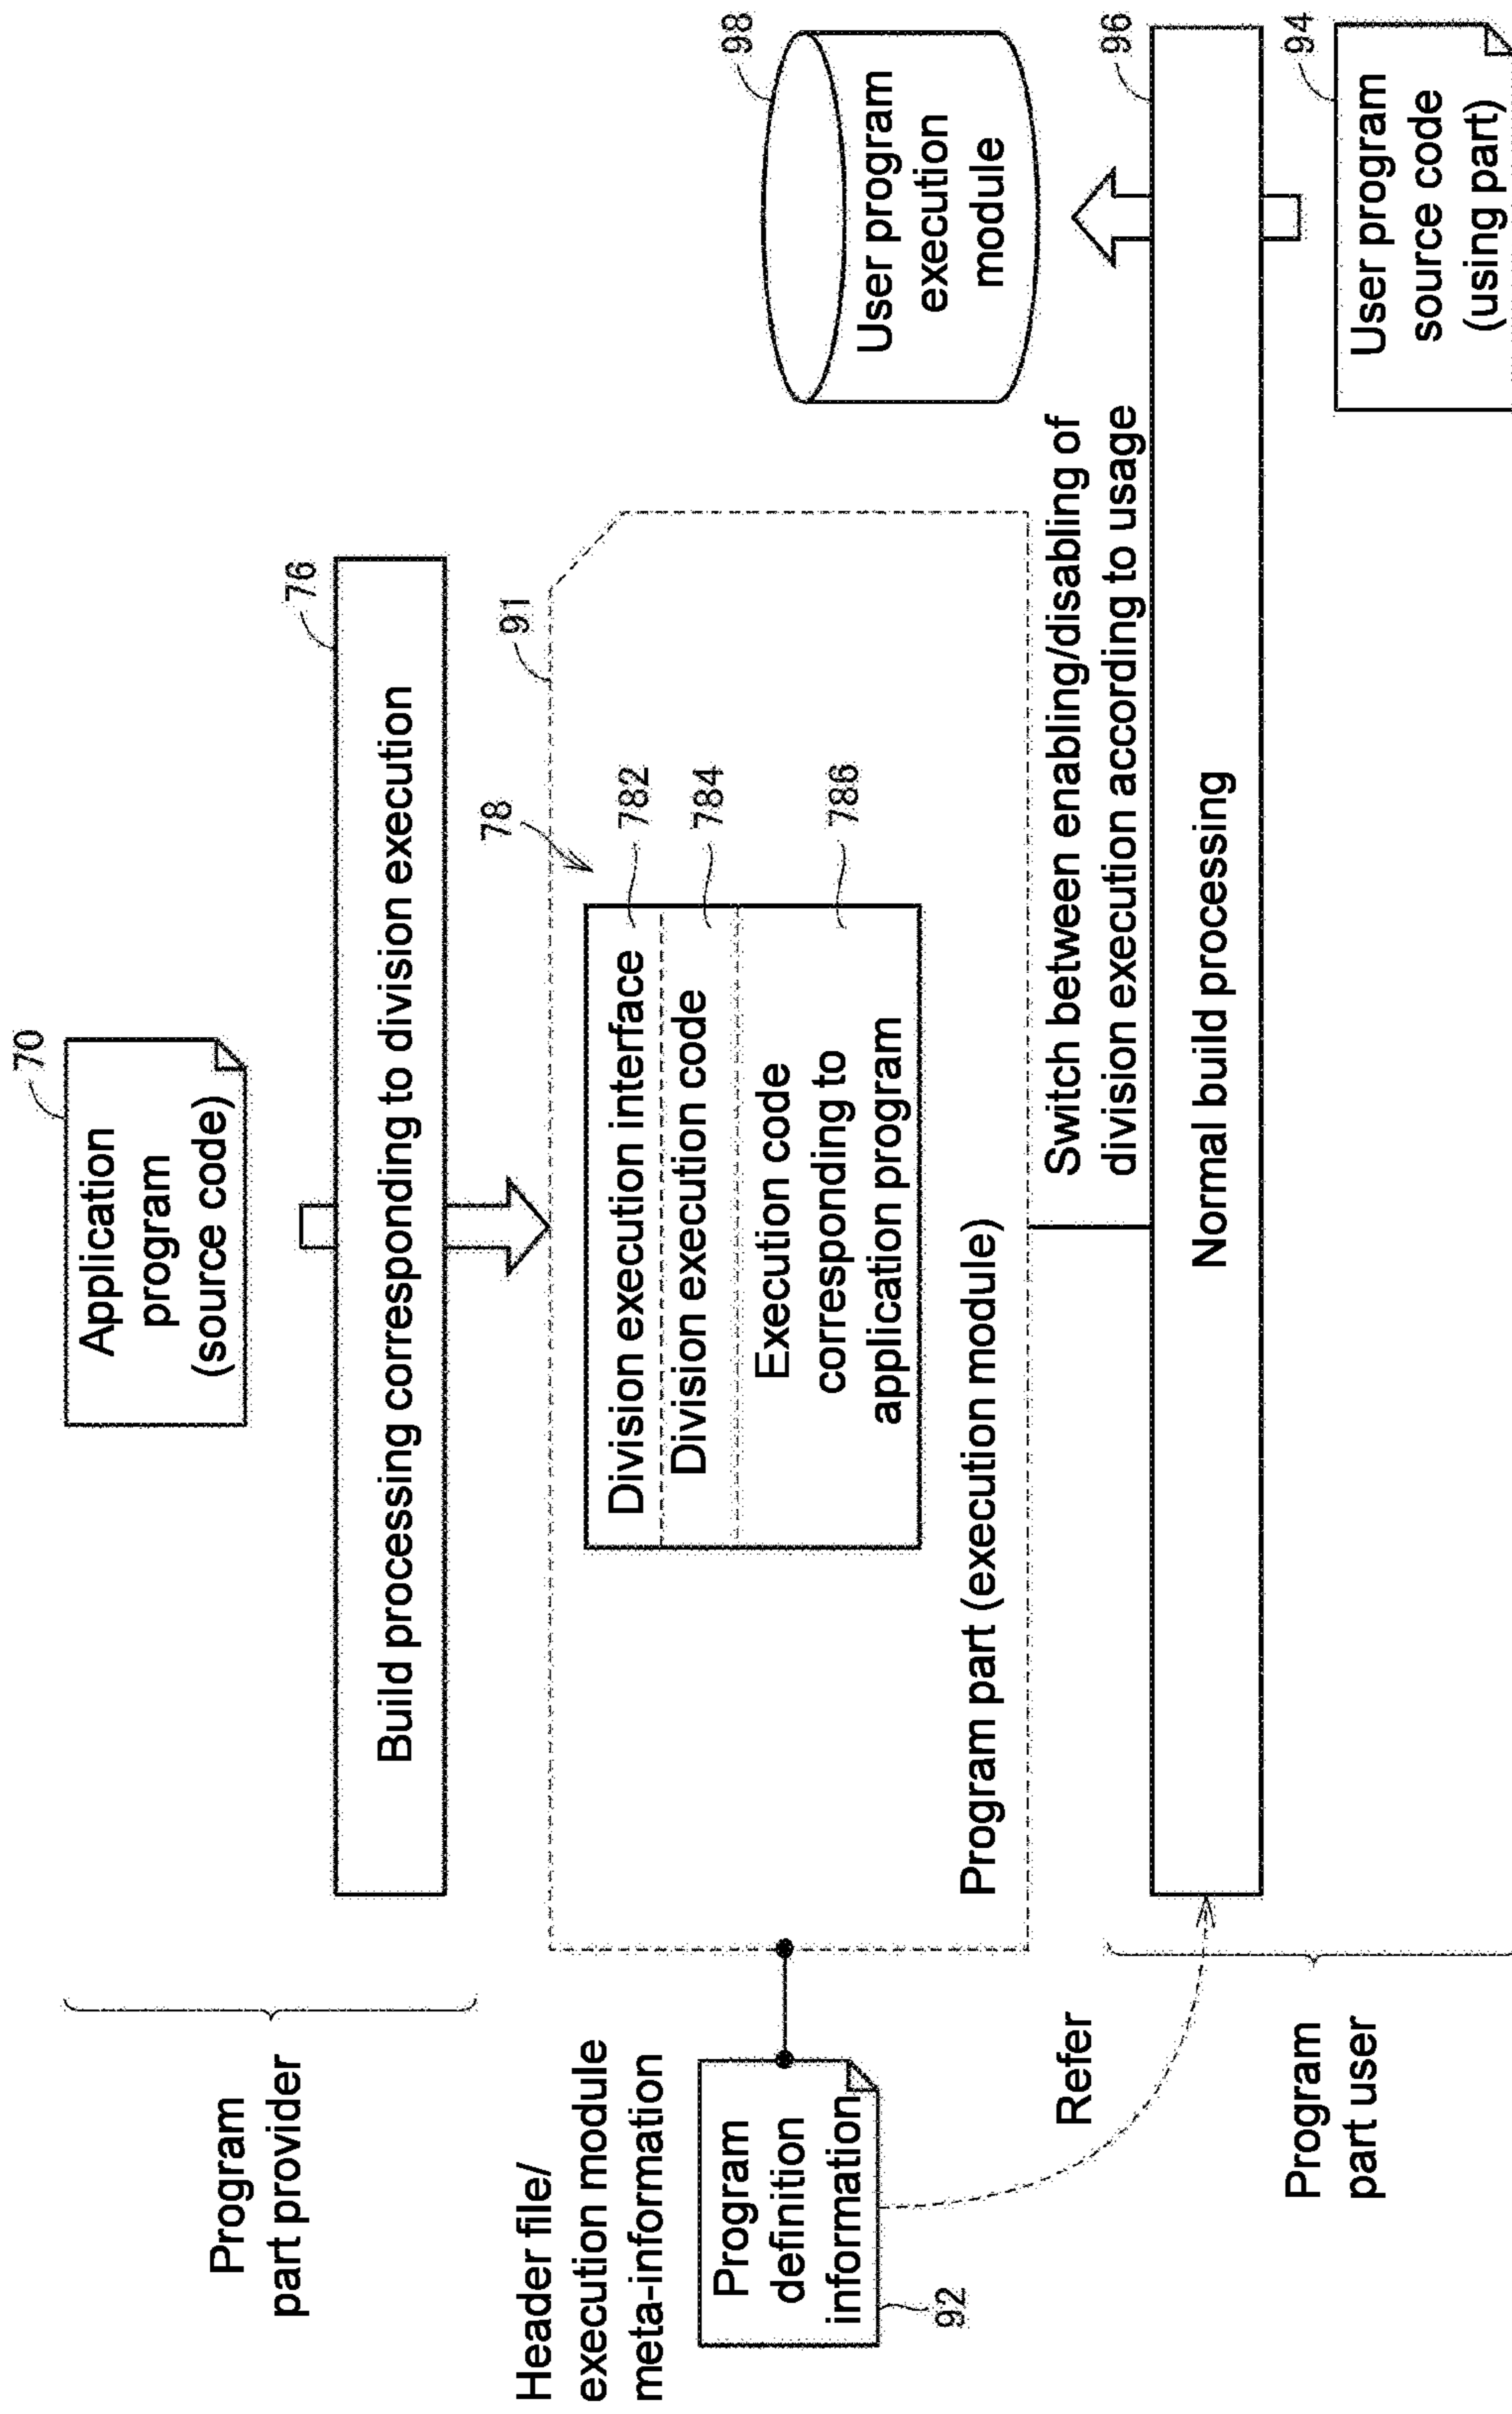 Program
part provider
70
Application
program
(source code)
76
Build processing corresponding to division execution
Header file/
execution module
meta-information
Program
definition
information
92
91
78
782
784
786
Division execution interface
Division execution code
Execution code
corresponding to
application program
Program part (execution module)
98
User program
execution
module
Refer
Switch between enabling/disabling of
division execution according to usage
96
Normal build processing
Program
part user
94
User program
source code
(using part)